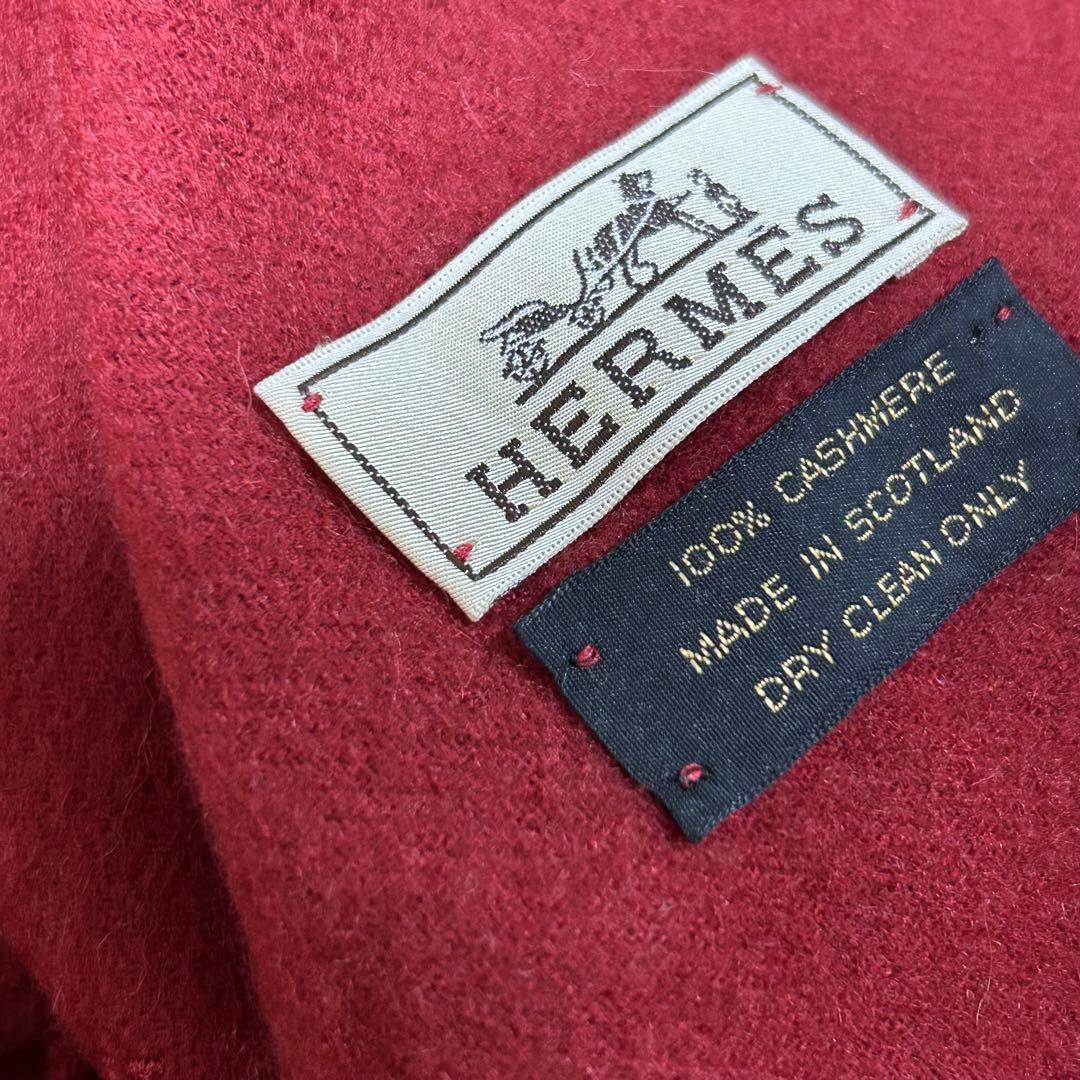 HERMES
100% CASHMERE
MADE IN SCOTLAND
DRY CLEAN ONLY